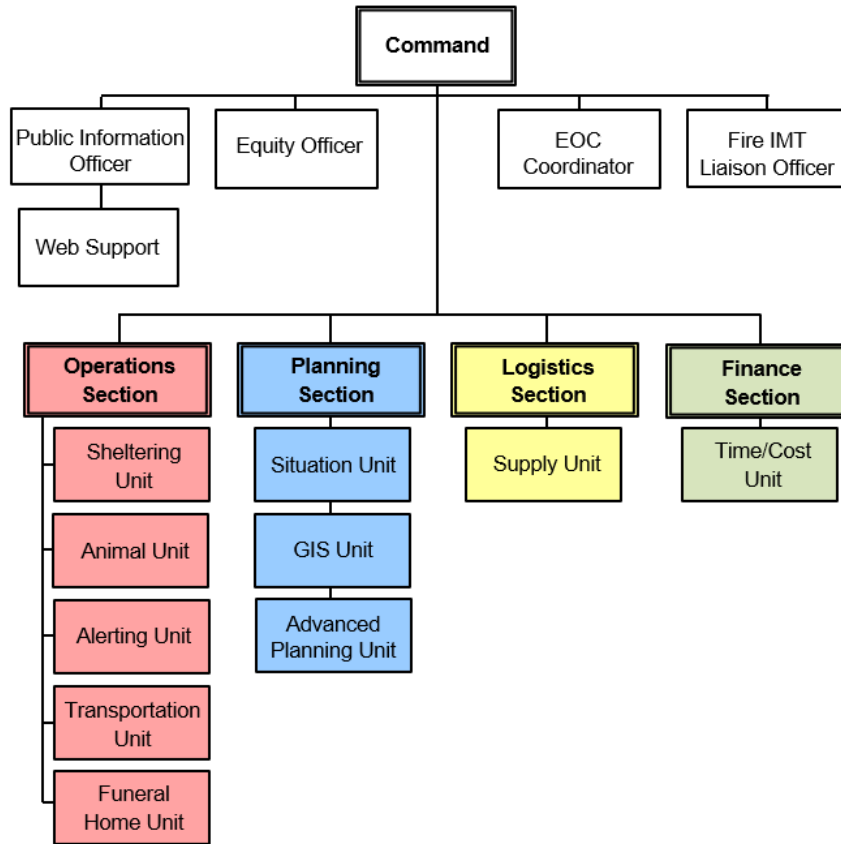 Command
Public Information
Officer
Equity Officer
EOC
Coordinator
Fire IMT
Liaison Officer
Web Support
Operations
Section
Planning
Section
Logistics
Section
Finance
Section
Sheltering
Unit
Situation Unit
Supply Unit
Time/Cost
Unit
Animal Unit
GIS Unit
Alerting Unit
Advanced
Planning Unit
Transportation
Unit
Funeral
Home Unit